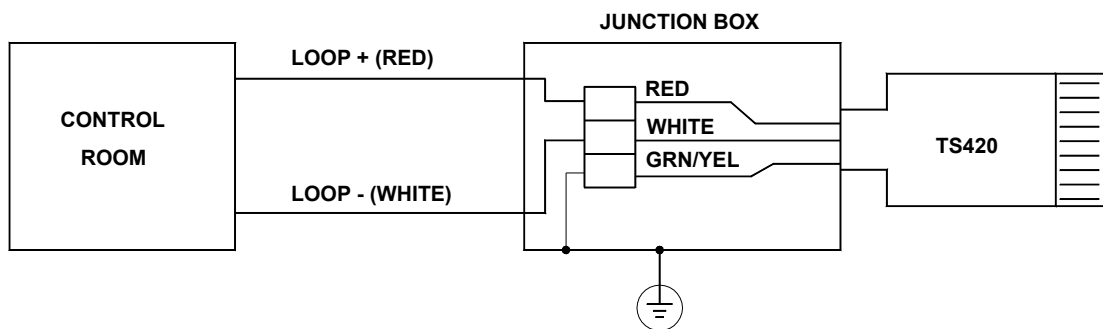 JUNCTION BOX
LOOP + (RED)
RED
CONTROL
ROOM
WHITE
TS420
GRN/YEL
LOOP - (WHITE)